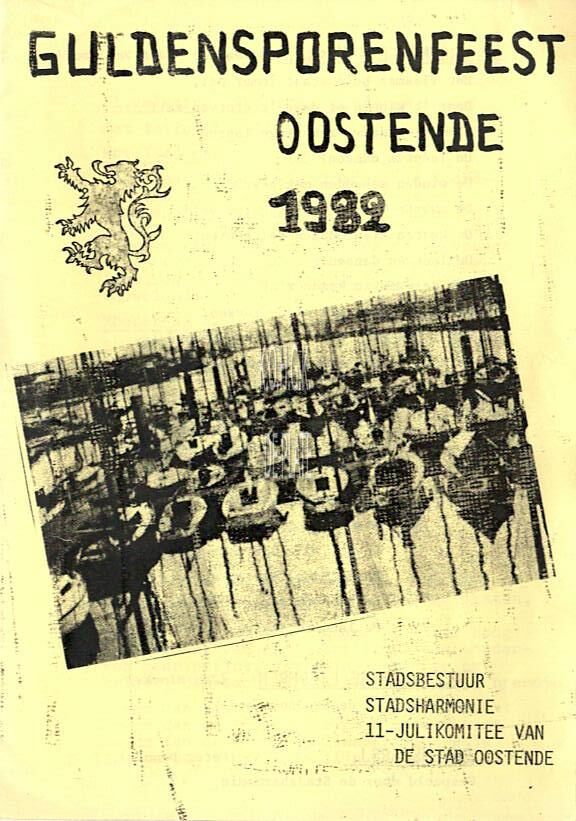 GULDENSPORENFEEST
OOSTENDE
1982
STADSBESTUUR
STADSHARMONIE
11-JULIKOMITEE VAN
DE STAD OOSTENDE